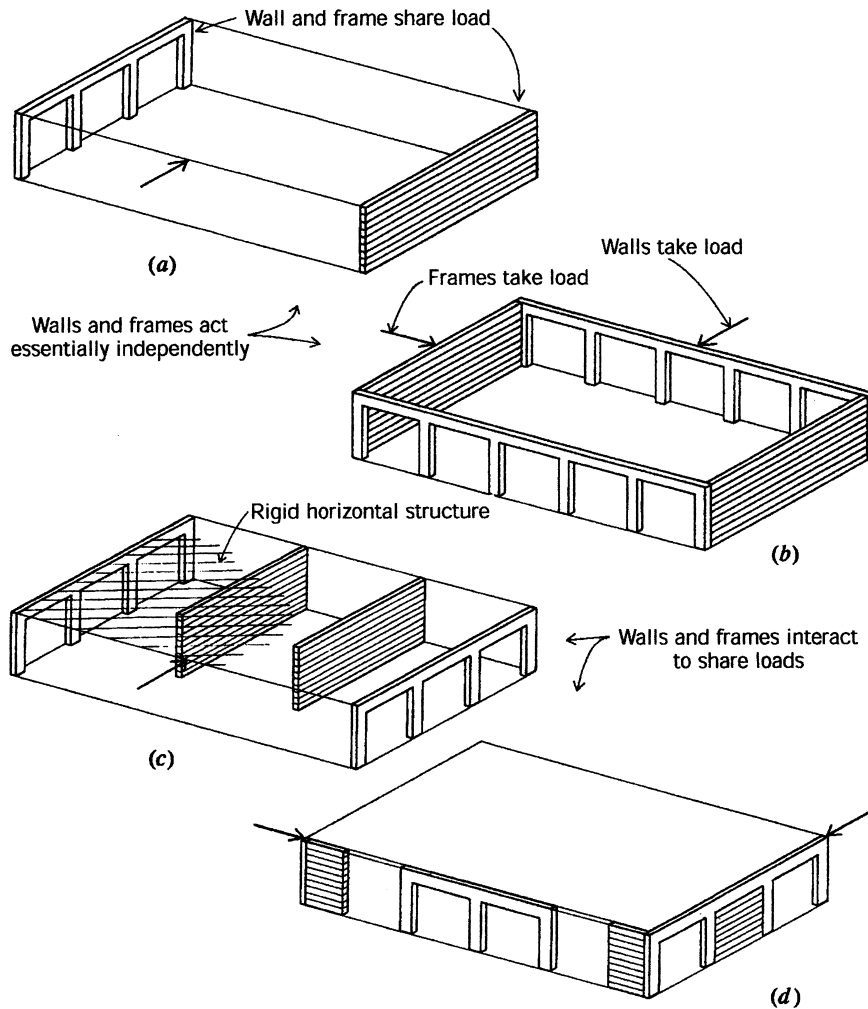 Wall and frame share load
(a)
Walls take load
Frames take load
Walls and frames act
essentially independently
(b)
Rigid horizontal structure
Walls and frames interact
to share loads
(c)
(d)